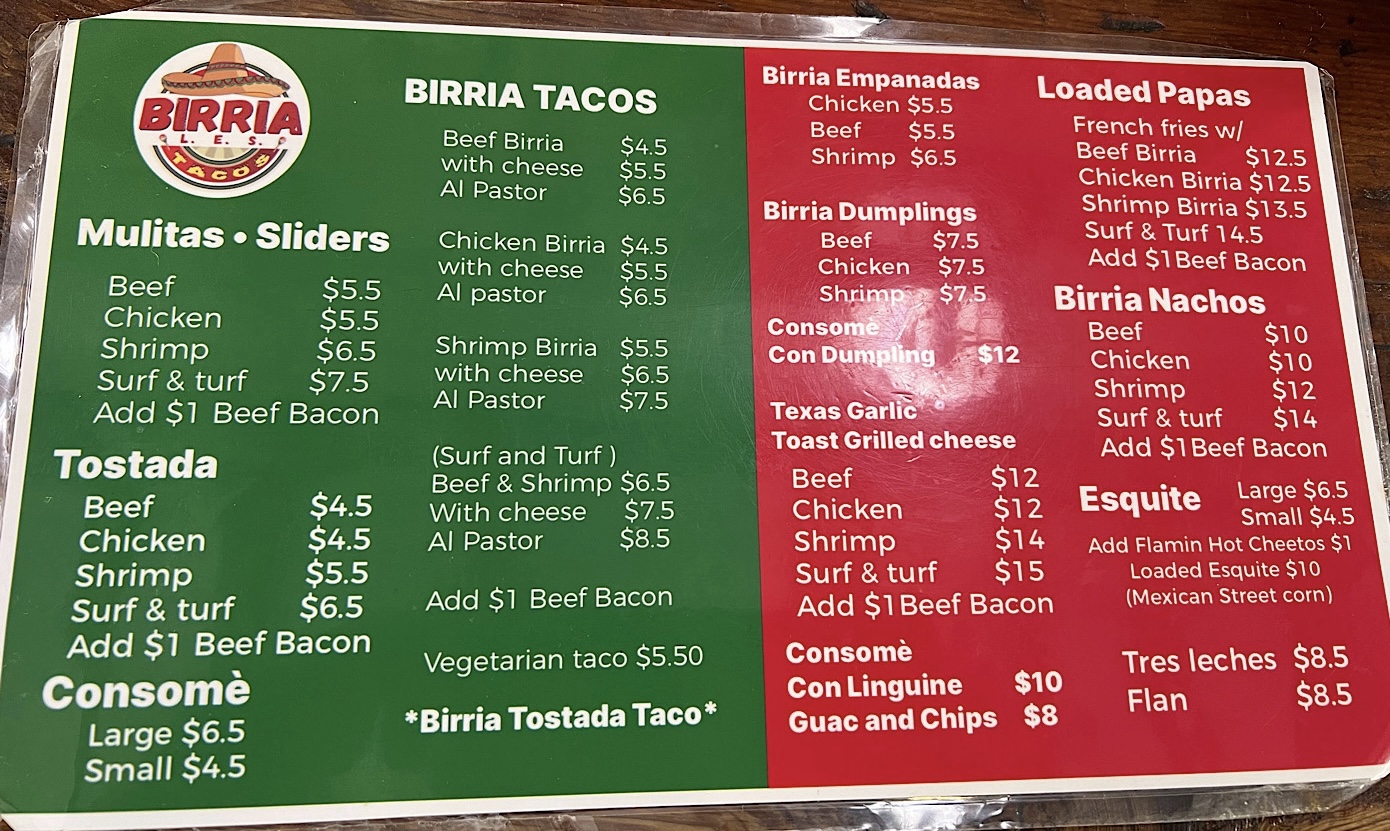 BIRRIA
L. E. S.
TACOS
Mulitas • Sliders
Beef $5.5
Chicken $5.5
Shrimp $6.5
Surf & turf $7.5
Add $1 Beef Bacon
Tostada
Beef $4.5
Chicken $4.5
Shrimp $5.5
Surf & turf $6.5
Add $1 Beef Bacon
Consomè
Large $6.5
Small $4.5
BIRRIA TACOS
Beef Birria $4.5
with cheese $5.5
Al Pastor $6.5
Chicken Birria $4.5
with cheese $5.5
Al pastor $6.5
Shrimp Birria $5.5
with cheese $6.5
Al Pastor $7.5
(Surf and Turf )
Beef & Shrimp $6.5
With cheese $7.5
Al Pastor $8.5
Add $1 Beef Bacon
Vegetarian taco $5.50
*Birria Tostada Taco*
Birria Empanadas
Chicken $5.5
Beef $5.5
Shrimp $6.5
Birria Dumplings
Beef $7.5
Chicken $7.5
Shrimp $7.5
Consomè
Con Dumpling $12
Texas Garlic
Toast Grilled cheese
Beef $12
Chicken $12
Shrimp $14
Surf & turf $15
Add $1 Beef Bacon
Consomè
Con Linguine $10
Guac and Chips $8
Loaded Papas
French fries w/
Beef Birria $12.5
Chicken Birria $12.5
Shrimp Birria $13.5
Surf & Turf 14.5
Add $1 Beef Bacon
Birria Nachos
Beef $10
Chicken $10
Shrimp $12
Surf & turf $14
Add $1 Beef Bacon
Esquite Large $6.5
Small $4.5
Add Flamin Hot Cheetos $1
Loaded Esquite $10
(Mexican Street corn)
Tres leches $8.5
Flan $8.5